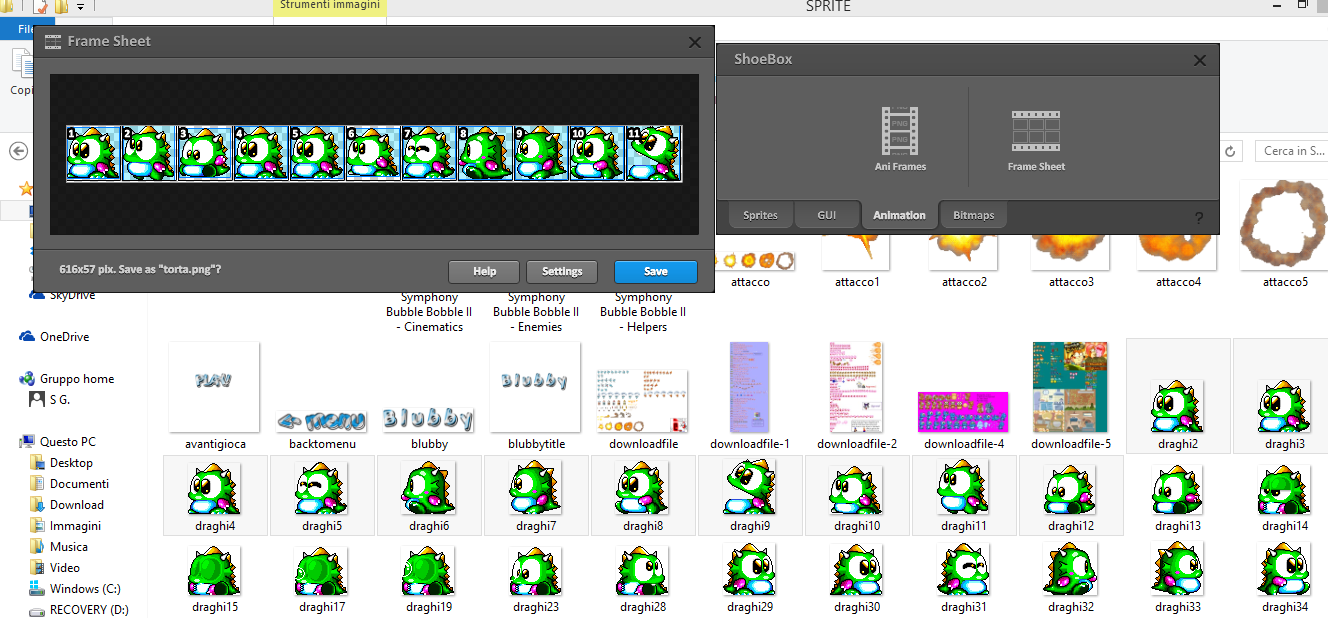 Strumenti immagini
SPRITE
File
Copi
Frame Sheet
1 2 3 4 5 6 7 8 9 10 11
616x57 pix. Save as "torta.png"?
Help
Settings
Save
ShoeBox
PNG
PNG
Ani Frames
Frame Sheet
Sprites
GUI
Animation
Bitmaps
?
Cerca in S...
attacco
attacco1
attacco2
attacco3
attacco4
attacco5
SkyDrive
OneDrive
Gruppo home
S G.
Questo PC
Desktop
Documenti
Download
Immagini
Musica
Video
Windows (C:)
RECOVERY (D:)
Symphony
Bubble Bobble II
- Cinematics
Symphony
Bubble Bobble II
- Enemies
Symphony
Bubble Bobble II
- Helpers
Blubby
menu
Blubby
avantigioca
backtomenu
blubby
blubbytitle
downloadfile
downloadfile-1
downloadfile-2
downloadfile-4
downloadfile-5
draghi2
draghi3
draghi4
draghi5
draghi6
draghi7
draghi8
draghi9
draghi10
draghi11
draghi12
draghi13
draghi14
draghi15
draghi17
draghi19
draghi23
draghi28
draghi29
draghi30
draghi31
draghi32
draghi33
draghi34